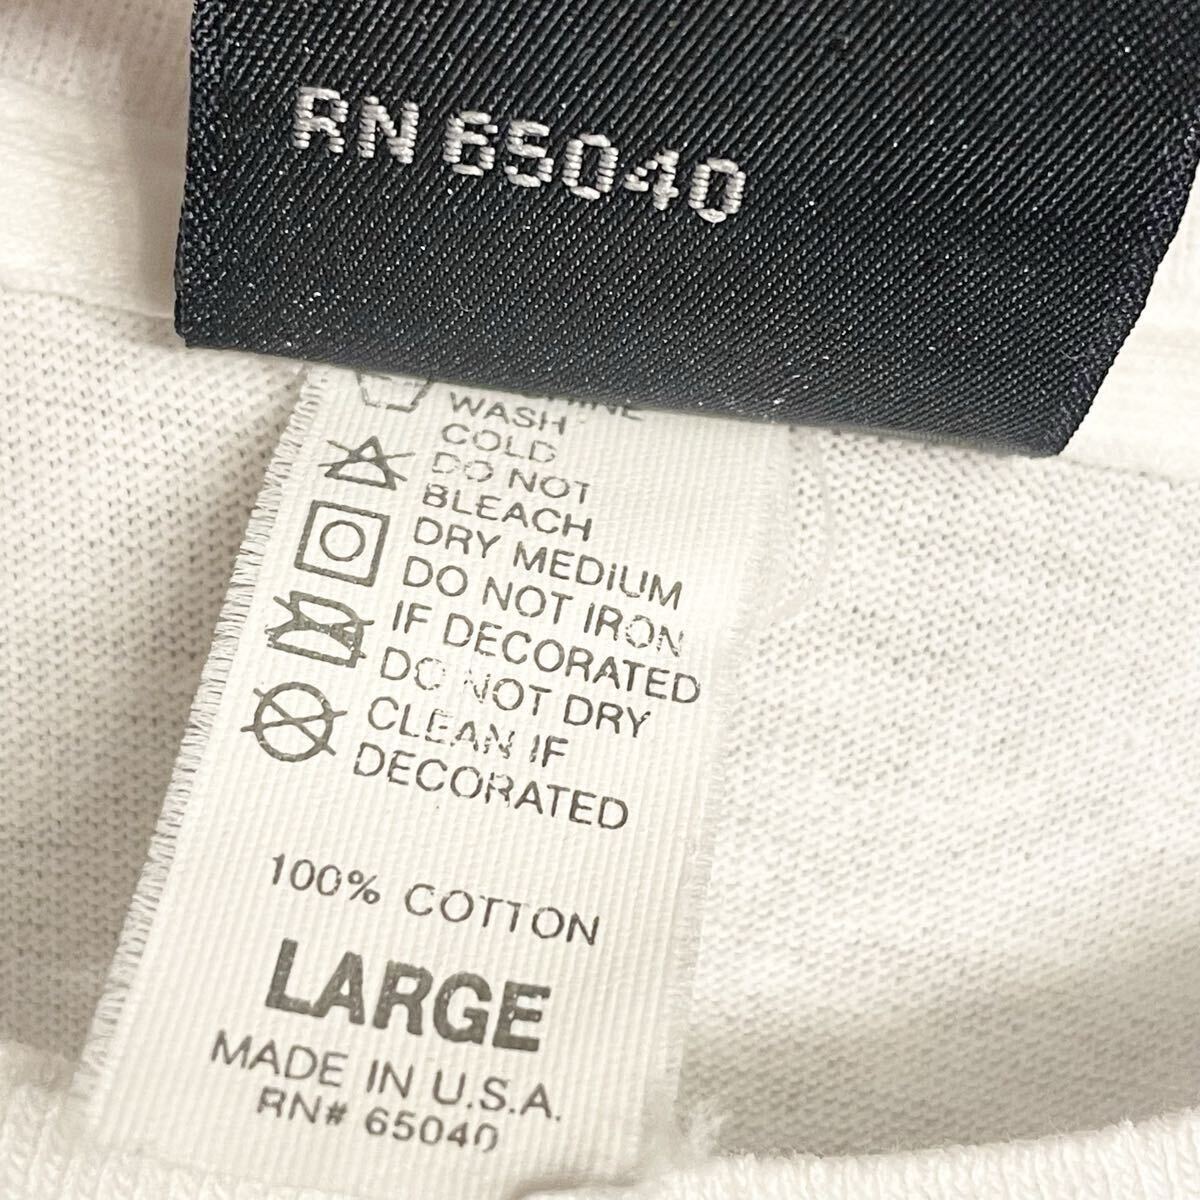 RN 65040
WASH
COLD
DO NOT
BLEACH
DRY MEDIUM
DO NOT IRON
IF DECORATED
DO NOT DRY
CLEAN IF
DECORATED
100% COTTON
LARGE
MADE IN U.S.A.
RN# 65040